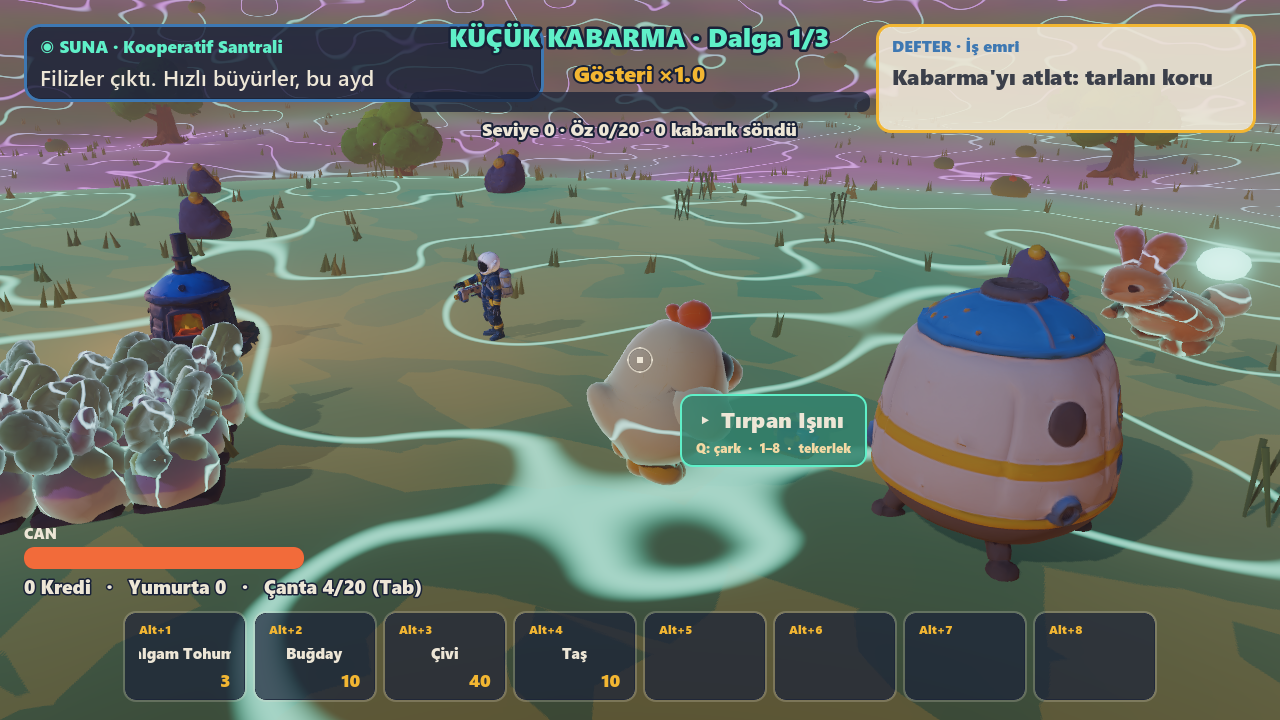 ◉ SUNA · Kooperatif Santrali
Filizler çıktı. Hızlı büyürler, bu ayd
KÜÇÜK KABARMA · Dalga 1/3
Gösteri ×1.0
Seviye 0 · Öz 0/20 · 0 kabarık söndü
DEFTER · İş emri
Kabarma'yı atlat: tarlanı koru
▸ Tırpan Işını
Q: çark · 1–8 · tekerlek
CAN
0 Kredi · Yumurta 0 · Çanta 4/20 (Tab)
Alt+1
algam Tohum
3
Alt+2
Buğday
10
Alt+3
Çivi
40
Alt+4
Taş
10
Alt+5
Alt+6
Alt+7
Alt+8